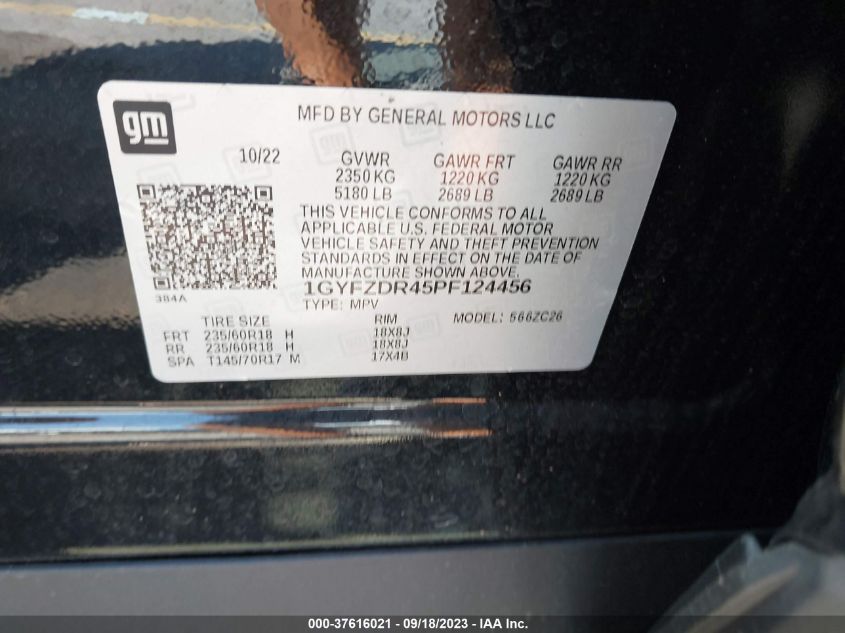 gm
MFD BY GENERAL MOTORS LLC
10/22 GVWR GAWR FRT GAWR RR
2350 KG 1220 KG 1220 KG
5180 LB 2689 LB 2689 LB
THIS VEHICLE CONFORMS TO ALL
APPLICABLE U.S. FEDERAL MOTOR
VEHICLE SAFETY AND THEFT PREVENTION
STANDARDS IN EFFECT ON THE DATE OF
MANUFACTURE SHOWN ABOVE.
384A
1GYFZDR45PF124456
TYPE: MPV
TIRE SIZE RIM MODEL: 566ZC26
FRT 235/60R18 H 18X8J
RR 235/60R18 H 18X8J
SPA T145/70R17 M 17X4B
000-37616021 - 09/18/2023 - IAA Inc.